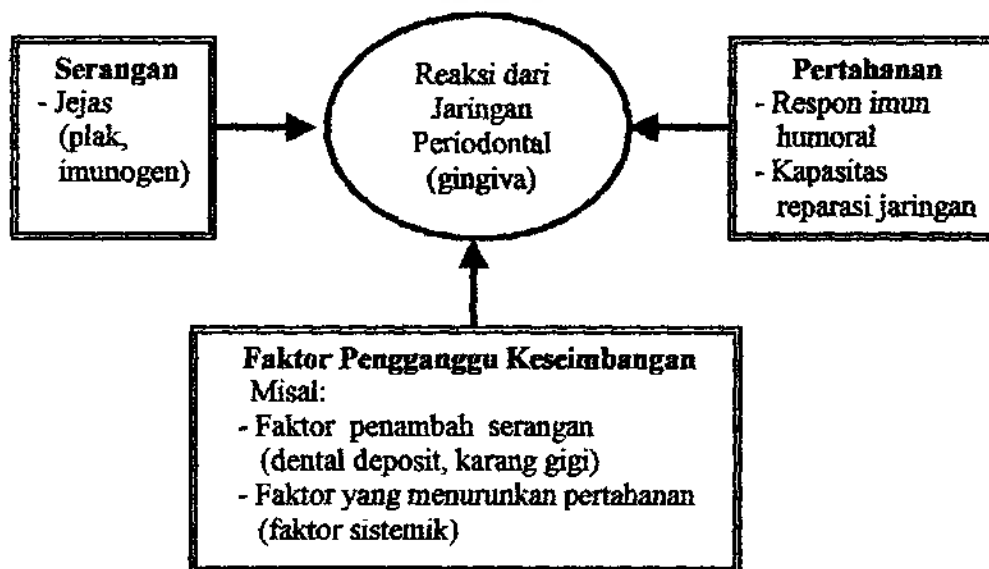 Serangan
- Jejas
(plak,
imunogen)
Reaksi dari
Jaringan
Periodontal
(gingiva)
Pertahanan
- Respon imun
humoral
- Kapasitas
reparasi jaringan
Faktor Pengganggu Keseimbangan
Misal:
- Faktor penambah serangan
(dental deposit, karang gigi)
- Faktor yang menurunkan pertahanan
(faktor sistemik)